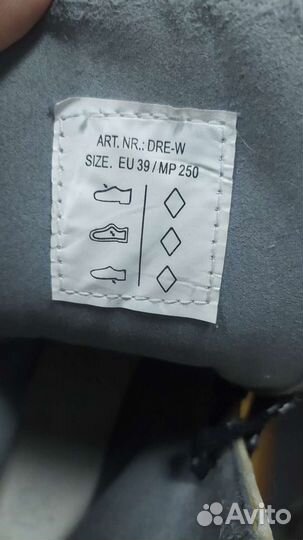 ART. NR.: DRE-W
SIZE. EU 39 / MP 250
Avito